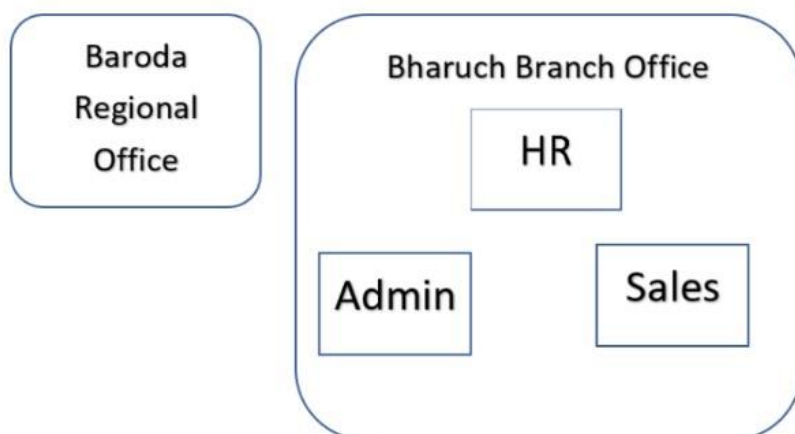 Baroda
Regional
Office
Bharuch Branch Office
HR
Admin
Sales